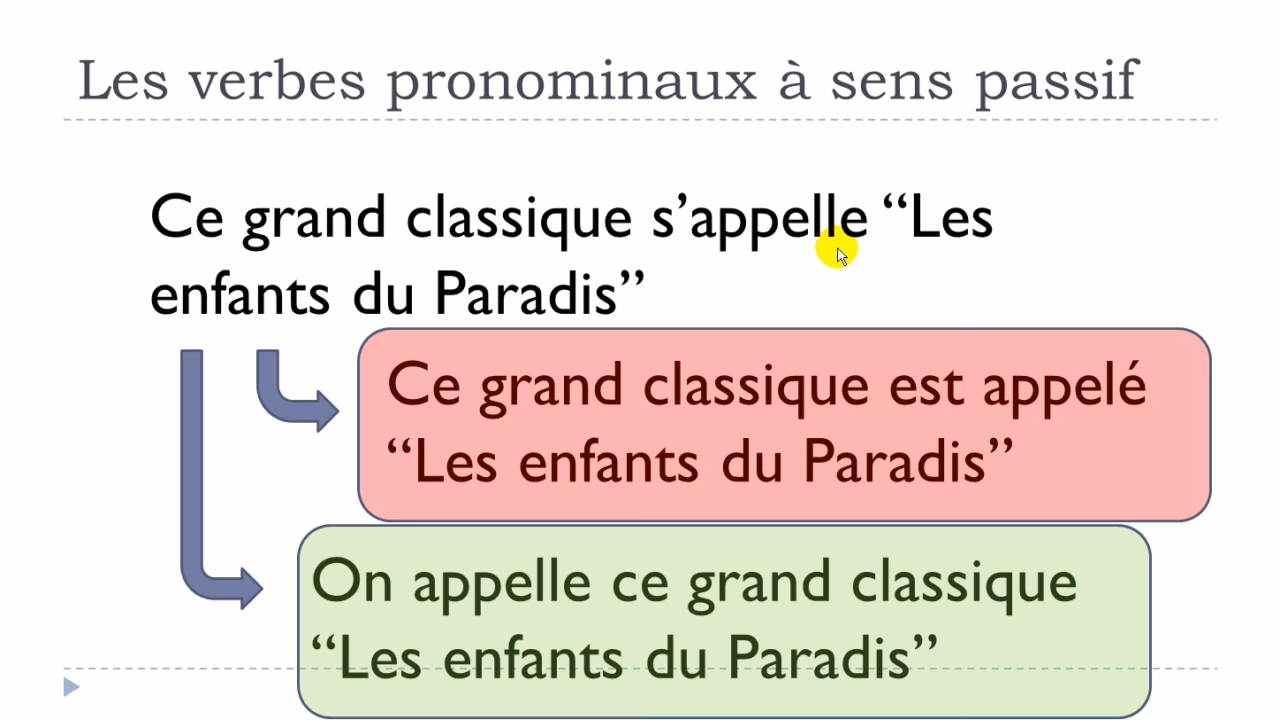 Les verbes pronominaux à sens passif
Ce grand classique s’appelle “Les
enfants du Paradis”
Ce grand classique est appelé
“Les enfants du Paradis”
On appelle ce grand classique
“Les enfants du Paradis”